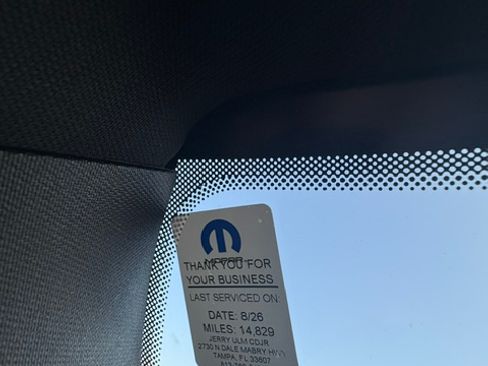 MOPAR
THANK YOU FOR
YOUR BUSINESS
LAST SERVICED ON:
DATE: 8/26
MILES: 14,829
JERRY ULM CDJR
2730 N DALE MABRY HWY
TAMPA, FL 33607